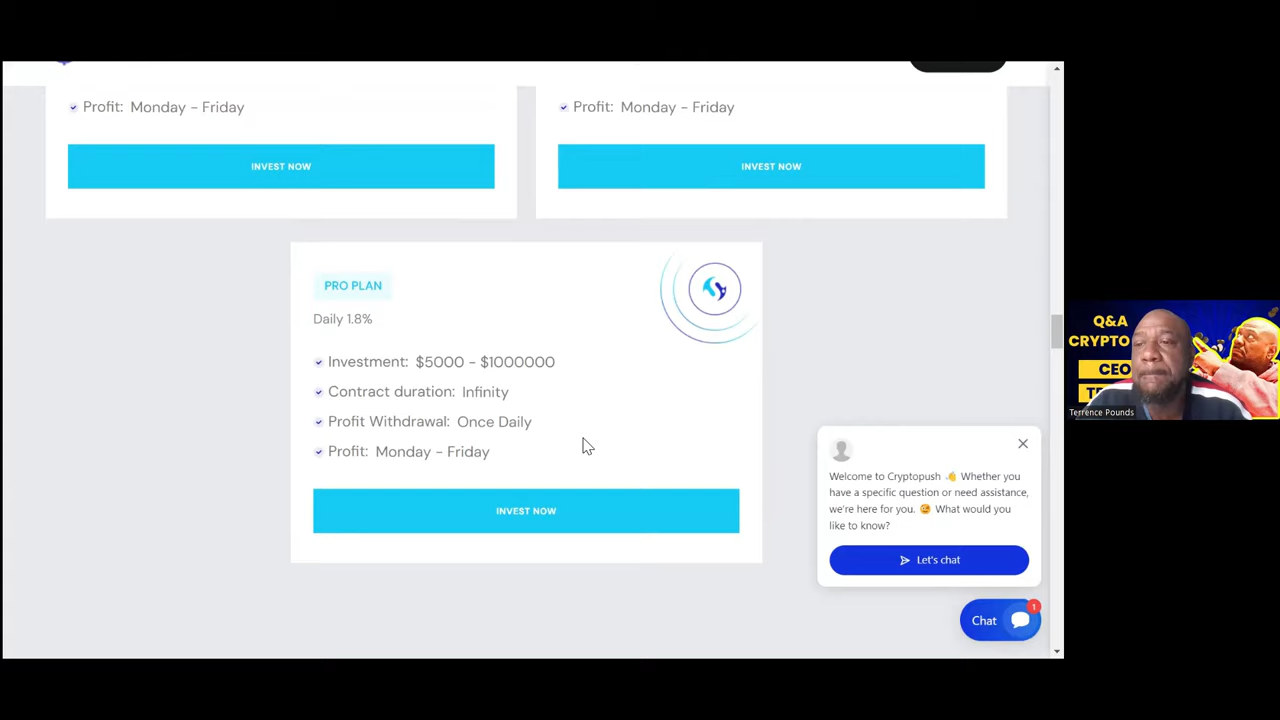 Profit: Monday – Friday
Profit: Monday – Friday
INVEST NOW
INVEST NOW
PRO PLAN
Daily 1.8%
Investment: $5000 – $1000000
Contract duration: Infinity
Profit Withdrawal: Once Daily
Profit: Monday – Friday
INVEST NOW
Welcome to Cryptopush 👋 Whether you
have a specific question or need assistance,
we're here for you. 😉 What would you
like to know?
Let's chat
Chat
1
Q&A
CRYPTO
CEO
Terrence Pounds